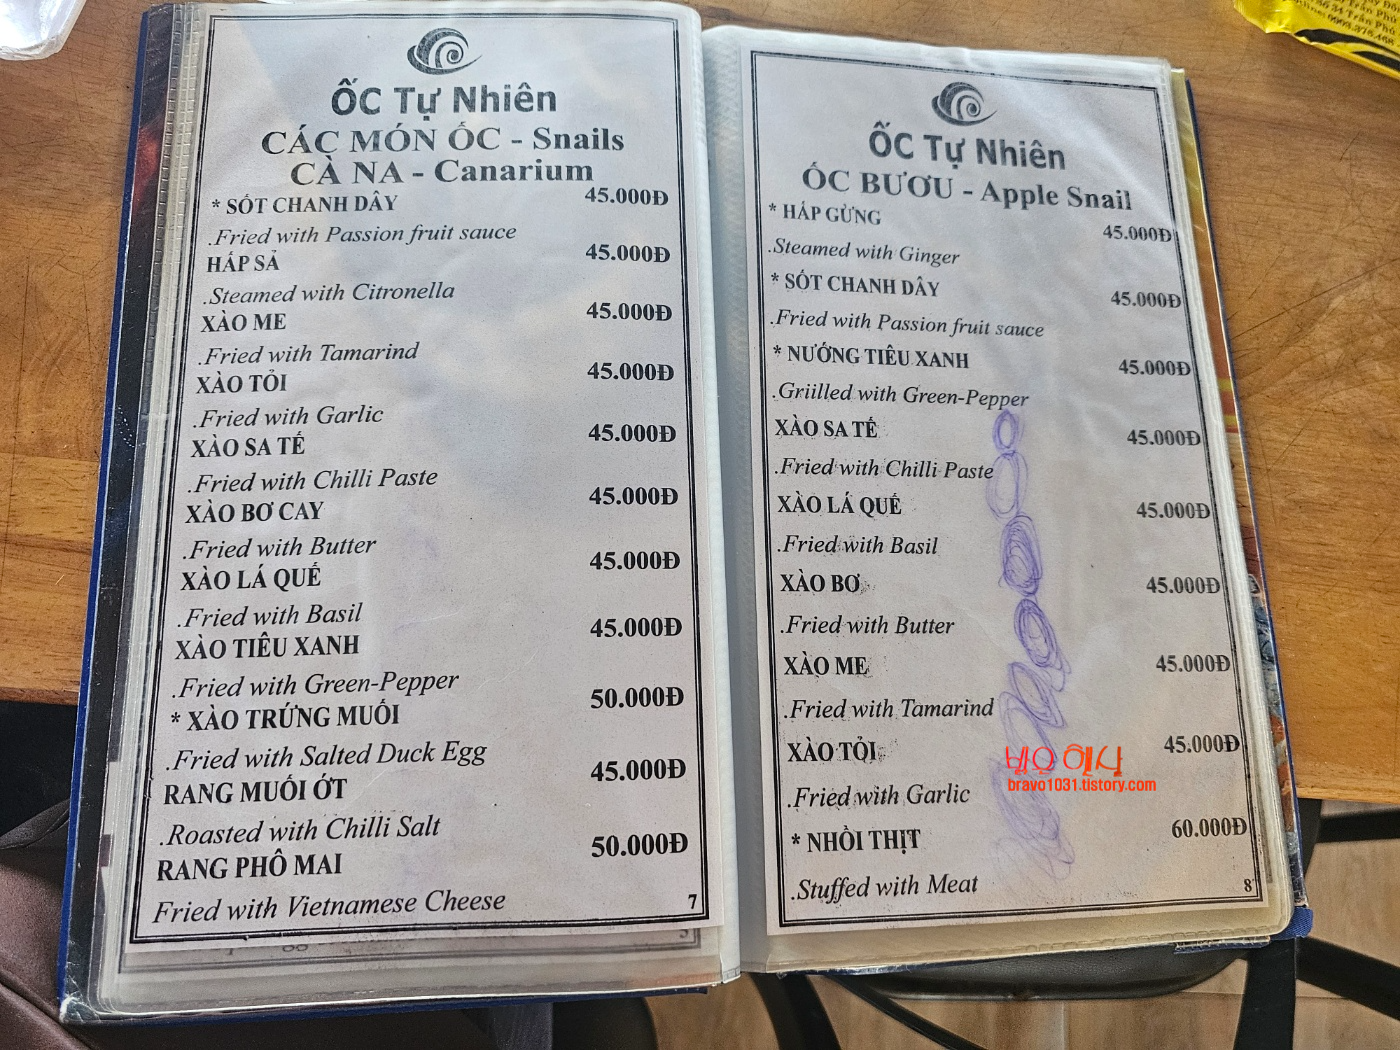 ỐC Tự Nhiên
CÁC MÓN ỐC - Snails
CÀ NA - Canarium
* SỐT CHANH DÂY 45.000Đ
.Fried with Passion fruit sauce
HẤP SẢ 45.000Đ
.Steamed with Citronella
XÀO ME 45.000Đ
.Fried with Tamarind
XÀO TỎI 45.000Đ
.Fried with Garlic
XÀO SA TẾ 45.000Đ
.Fried with Chilli Paste
XÀO BƠ CAY 45.000Đ
.Fried with Butter
XÀO LÁ QUẾ 45.000Đ
.Fried with Basil
XÀO TIÊU XANH 45.000Đ
.Fried with Green-Pepper
* XÀO TRỨNG MUỐI 50.000Đ
.Fried with Salted Duck Egg
RANG MUỐI ỚT 45.000Đ
.Roasted with Chilli Salt
RANG PHÔ MAI 50.000Đ
Fried with Vietnamese Cheese
7
ỐC Tự Nhiên
ỐC BƯƠU - Apple Snail
* HẤP GỪNG 45.000Đ
.Steamed with Ginger
* SỐT CHANH DÂY 45.000Đ
.Fried with Passion fruit sauce
* NƯỚNG TIÊU XANH 45.000Đ
.Griilled with Green-Pepper
XÀO SA TẾ 45.000Đ
.Fried with Chilli Paste
XÀO LÁ QUẾ 45.000Đ
.Fried with Basil
XÀO BƠ 45.000Đ
.Fried with Butter
XÀO ME 45.000Đ
.Fried with Tamarind
XÀO TỎI 45.000Đ
.Fried with Garlic
* NHỒI THỊT 60.000Đ
.Stuffed with Meat
8
bravo1031.tistory.com